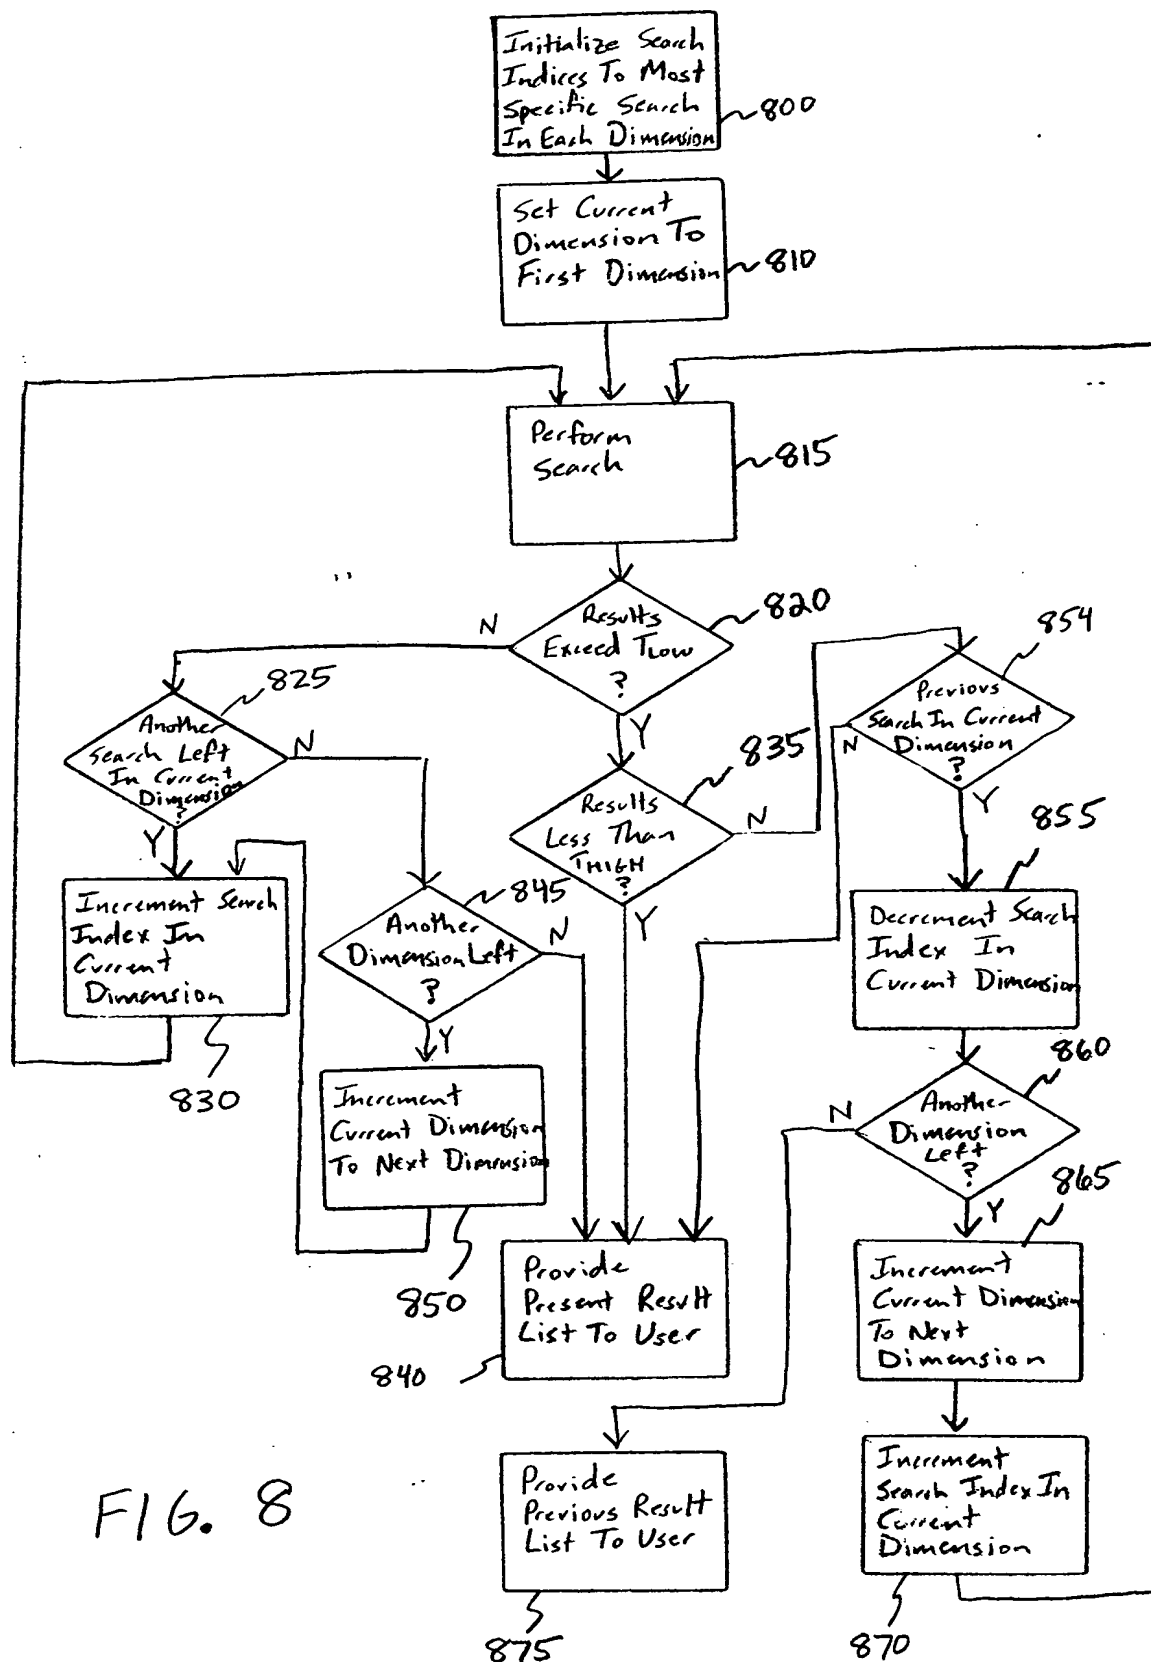 Initialize Search
Indices To Most
Specific Search
In Each Dimension
800
Set Current
Dimension To
First Dimension
810
Perform
Search
815
Results
Exceed TLOW
?
820
N
Y
Another
Search Left
In Current
Dimension
?
825
N
Y
Results
Less Than
THIGH
?
835
N
Y
Previous
Search In Current
Dimension
?
854
N
Y
Increment Search
Index In
Current
Dimension
830
Another
Dimension Left
?
845
N
Y
Decrement Search
Index In
Current Dimension
855
Increment
Current Dimension
To Next Dimension
850
Another
Dimension
Left
?
860
N
Y
Provide
Present Result
List To User
840
Increment
Current Dimension
To Next
Dimension
865
Provide
Previous Result
List To User
875
Increment
Search Index In
Current
Dimension
870
FIG. 8